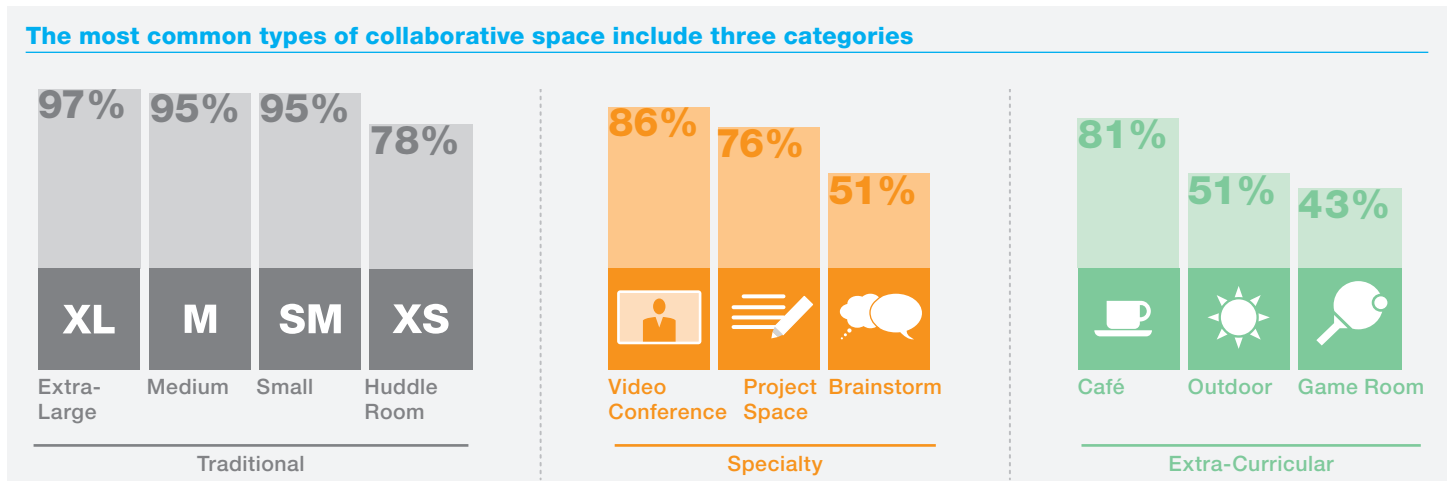 The most common types of collaborative space include three categories
97% 95% 95% 78%
XL M SM XS
Extra-
Large
Medium
Small
Huddle
Room
Traditional
86% 76% 51%
Video
Conference
Project
Space
Brainstorm
Specialty
81% 51% 43%
Café
Outdoor
Game Room
Extra-Curricular